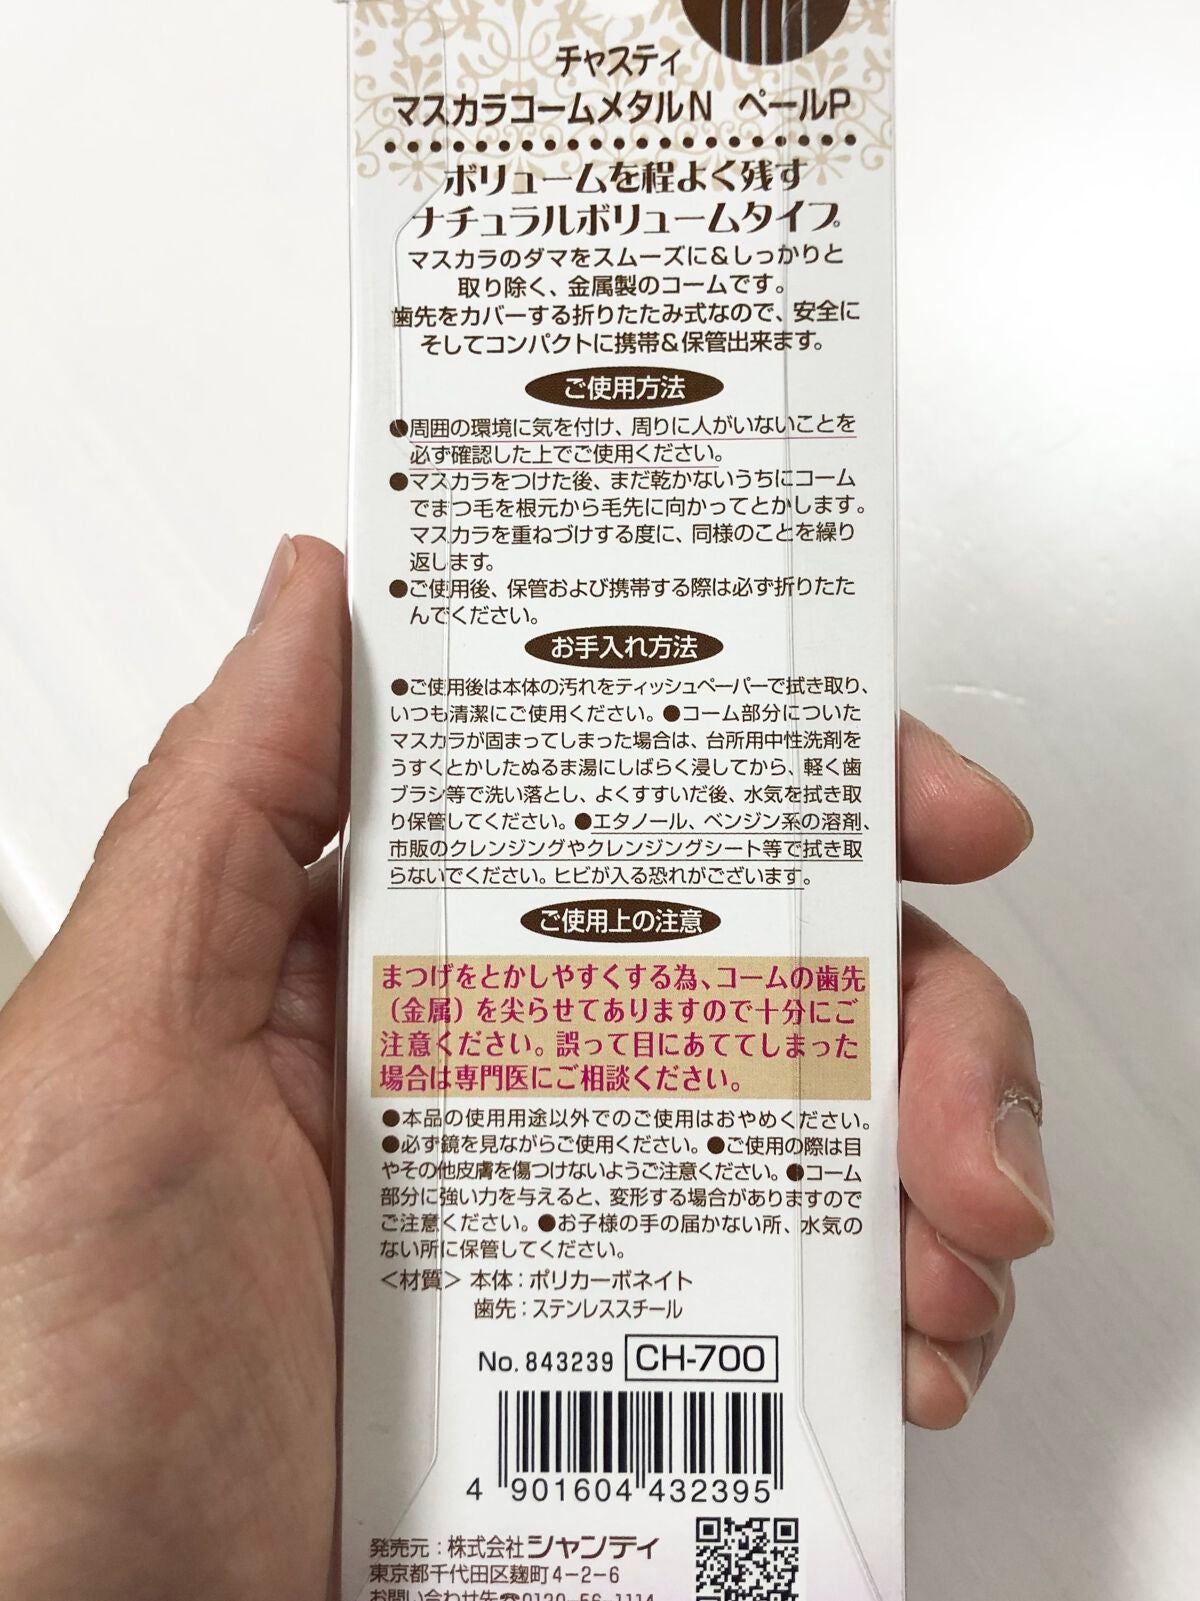 チャスティ
マスカラコームメタルN ペールP
ボリュームを程よく残す
ナチュラルボリュームタイプ
マスカラのダマをスムーズに&しっかりと
取り除く、金属製のコームです。
歯先をカバーする折りたたみ式なので、安全に
そしてコンパクトに携帯&保管出来ます。
ご使用方法
●周囲の環境に気を付け、周りに人がいないことを
必ず確認した上でご使用ください。
●マスカラをつけた後、まだ乾かないうちにコーム
でまつ毛を根元から毛先に向かってとかします。
マスカラを重ねづけする度に、同様のことを繰り
返します。
●ご使用後、保管および携帯する際は必ず折りたた
んでください。
お手入れ方法
●ご使用後は本体の汚れをティッシュペーパーで拭き取り、
いつも清潔にご使用ください。●コーム部分についた
マスカラが固まってしまった場合は、台所用中性洗剤を
うすくとかしたぬるま湯にしばらく浸してから、軽く歯
ブラシ等で洗い落とし、よくすすいだ後、水気を拭き取
り保管してください。●エタノール、ベンジン系の溶剤、
市販のクレンジングやクレンジングシート等で拭き取
らないでください。ヒビが入る恐れがございます。
ご使用上の注意
まつげをとかしやすくする為、コームの歯先
(金属)を尖らせてありますので十分にご
注意ください。誤って目にあててしまった
場合は専門医にご相談ください。
●本品の使用用途以外でのご使用はおやめください。
●必ず鏡を見ながらご使用ください。●ご使用の際は目
やその他皮膚を傷つけないようご注意ください。●コーム
部分に強い力を与えると、変形する場合がありますので
ご注意ください。●お子様の手の届かない所、水気の
ない所に保管してください。
<材質> 本体:ポリカーボネイト
歯先:ステンレススチール
No. 843239 CH-700
4 901604 432395
発売元:株式会社シャンティ
東京都千代田区麹町4-2-6
お問い合わせ先☎0120-56-1114